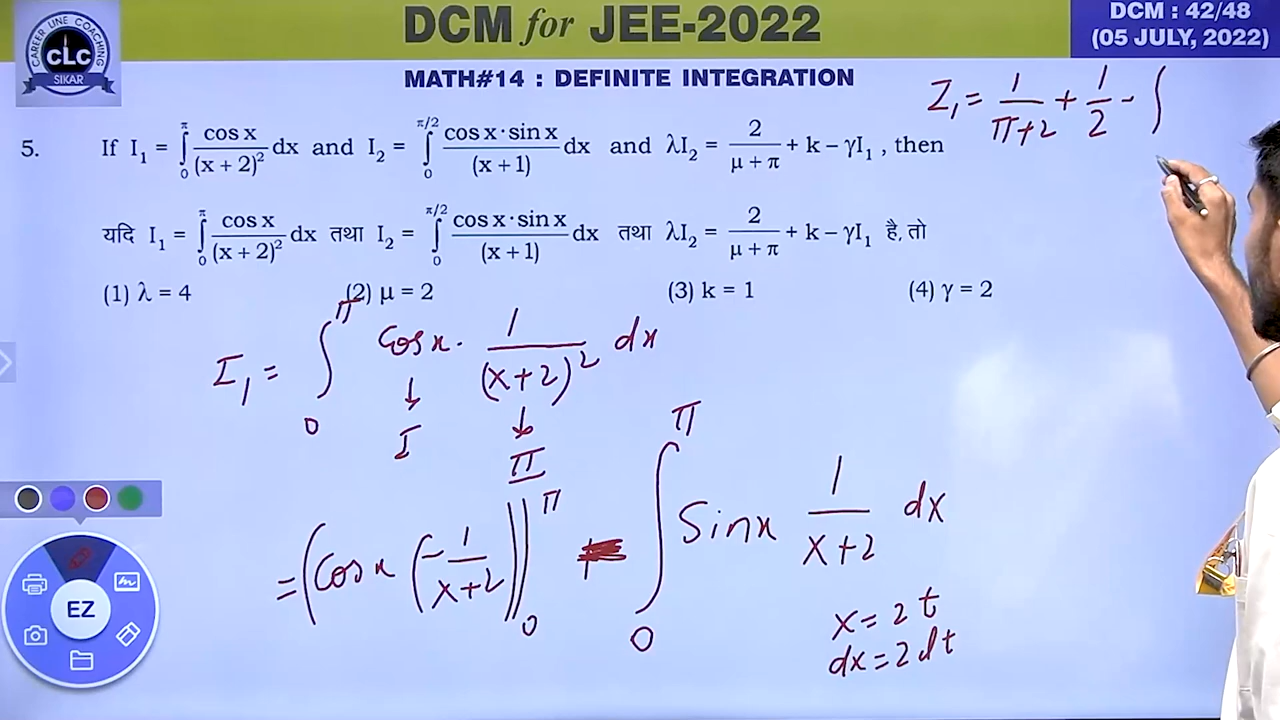 CAREER LINE COACHING
CLC
SIKAR
DCM for JEE-2022
DCM : 42/48
(05 JULY, 2022)
MATH#14 : DEFINITE INTEGRATION
I₁ = 1/(π+2) + 1/2 - ∫
5. If I₁ = ∫₀^π cos x/(x + 2)² dx and I₂ = ∫₀^(π/2) cos x·sin x/(x + 1) dx and λI₂ = 2/(μ + π) + k – γI₁ , then
यदि I₁ = ∫₀^π cos x/(x + 2)² dx तथा I₂ = ∫₀^(π/2) cos x·sin x/(x + 1) dx तथा λI₂ = 2/(μ + π) + k – γI₁ है, तो
(1) λ = 4 (2) μ = 2 (3) k = 1 (4) γ = 2
I₁ = ∫₀^π cos x · 1/(x+2)² dx
↓ ↓
I II
= (cos x (-1/(x+2)))₀^π - ∫₀^π Sin x 1/(x+2) dx
x = 2t
dx = 2dt
EZ